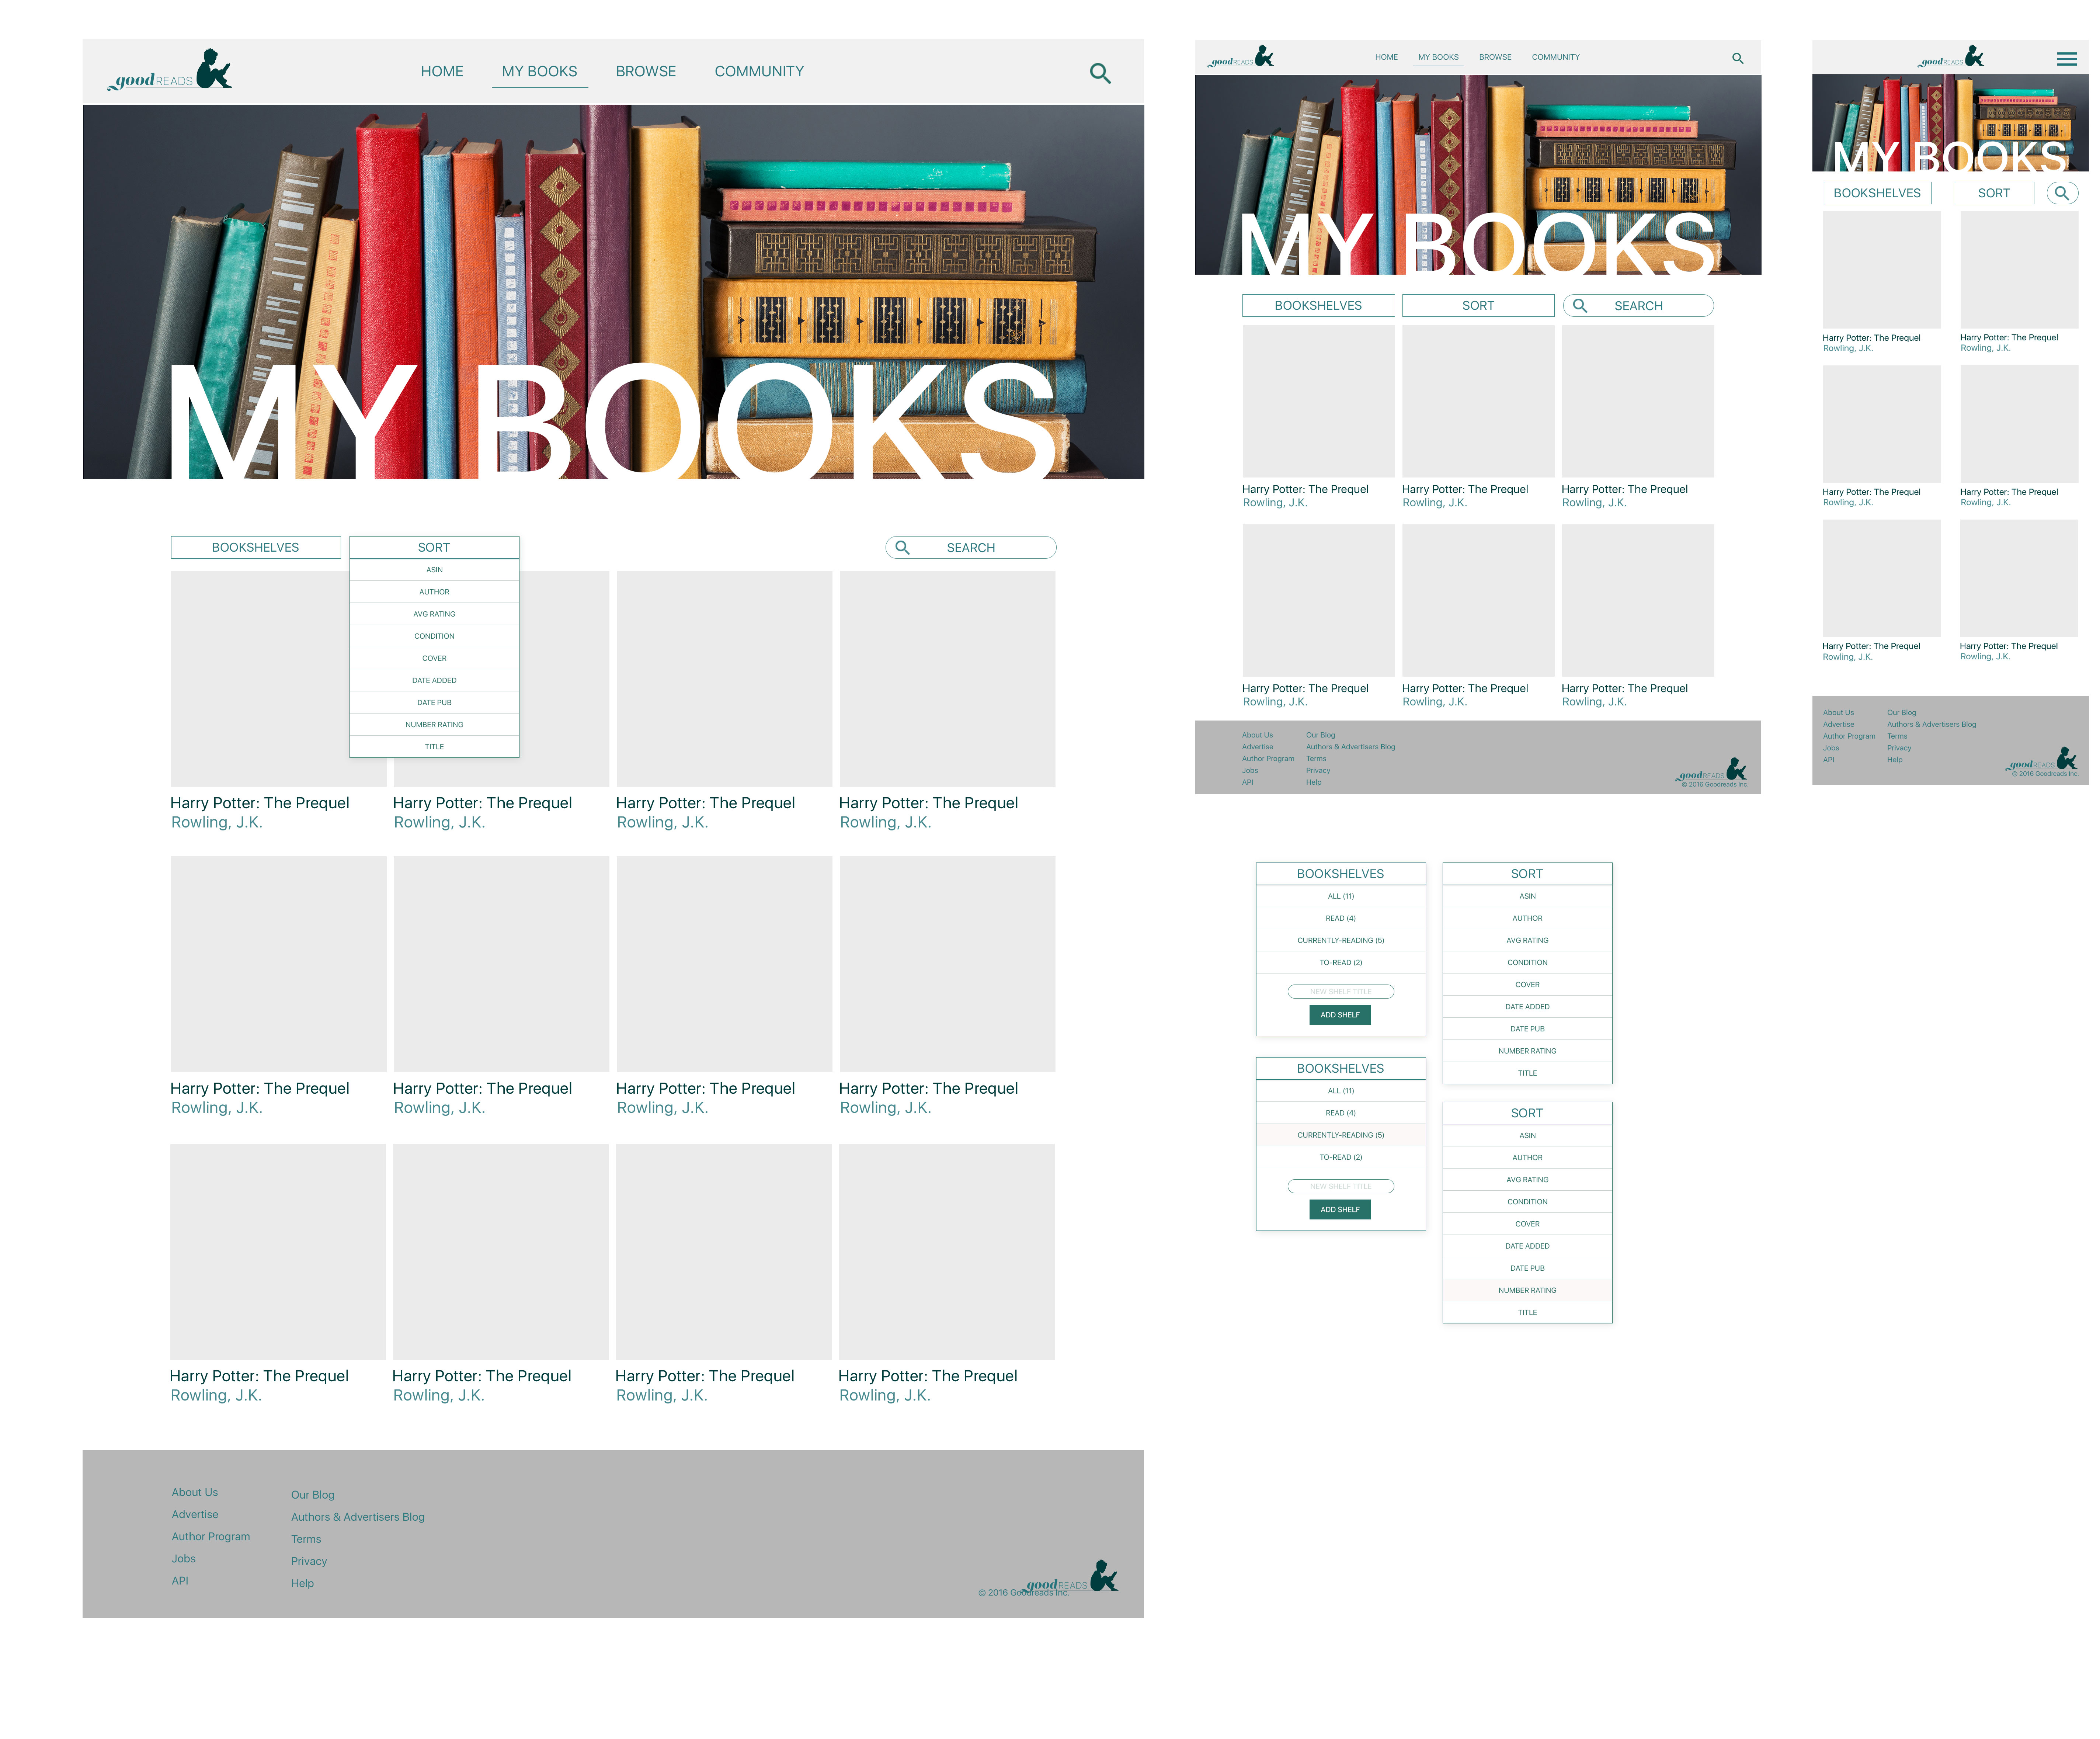 goodREADS
HOME MY BOOKS BROWSE COMMUNITY
MY BOOKS
BOOKSHELVES SORT SEARCH
ASIN
AUTHOR
AVG RATING
CONDITION
COVER
DATE ADDED
DATE PUB
NUMBER RATING
TITLE
Harry Potter: The Prequel Harry Potter: The Prequel Harry Potter: The Prequel Harry Potter: The Prequel
Rowling, J.K. Rowling, J.K. Rowling, J.K. Rowling, J.K.
Harry Potter: The Prequel Harry Potter: The Prequel Harry Potter: The Prequel Harry Potter: The Prequel
Rowling, J.K. Rowling, J.K. Rowling, J.K. Rowling, J.K.
Harry Potter: The Prequel Harry Potter: The Prequel Harry Potter: The Prequel Harry Potter: The Prequel
Rowling, J.K. Rowling, J.K. Rowling, J.K. Rowling, J.K.
About Us
Advertise
Author Program
Jobs
API
Our Blog
Authors & Advertisers Blog
Terms
Privacy
Help
goodREADS
© 2016 Goodreads Inc.
goodREADS
HOME MY BOOKS BROWSE COMMUNITY
MY BOOKS
BOOKSHELVES SORT SEARCH
Harry Potter: The Prequel Harry Potter: The Prequel Harry Potter: The Prequel
Rowling, J.K. Rowling, J.K. Rowling, J.K.
Harry Potter: The Prequel Harry Potter: The Prequel Harry Potter: The Prequel
Rowling, J.K. Rowling, J.K. Rowling, J.K.
About Us
Advertise
Author Program
Jobs
API
Our Blog
Authors & Advertisers Blog
Terms
Privacy
Help
goodREADS
© 2016 Goodreads Inc.
goodREADS
MY BOOKS
BOOKSHELVES SORT
Harry Potter: The Prequel Harry Potter: The Prequel
Rowling, J.K. Rowling, J.K.
Harry Potter: The Prequel Harry Potter: The Prequel
Rowling, J.K. Rowling, J.K.
Harry Potter: The Prequel Harry Potter: The Prequel
Rowling, J.K. Rowling, J.K.
About Us
Advertise
Author Program
Jobs
API
Our Blog
Authors & Advertisers Blog
Terms
Privacy
Help
goodREADS
© 2016 Goodreads Inc.
BOOKSHELVES
ALL (11)
READ (4)
CURRENTLY-READING (5)
TO-READ (2)
NEW SHELF TITLE
ADD SHELF
SORT
ASIN
AUTHOR
AVG RATING
CONDITION
COVER
DATE ADDED
DATE PUB
NUMBER RATING
TITLE
BOOKSHELVES
ALL (11)
READ (4)
CURRENTLY-READING (5)
TO-READ (2)
NEW SHELF TITLE
ADD SHELF
SORT
ASIN
AUTHOR
AVG RATING
CONDITION
COVER
DATE ADDED
DATE PUB
NUMBER RATING
TITLE